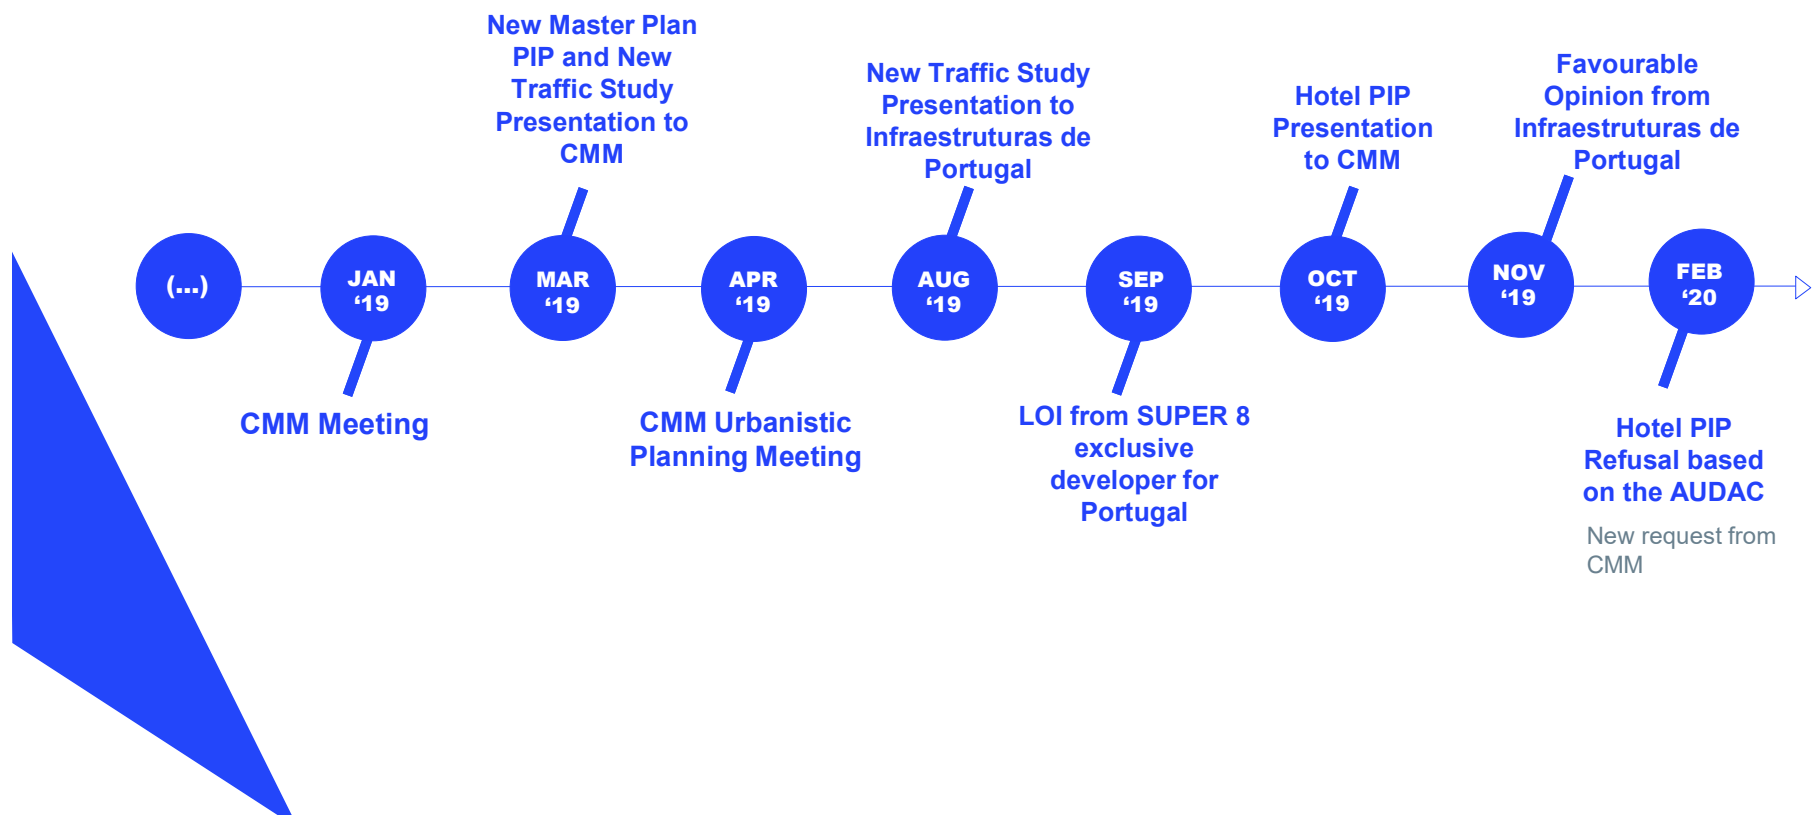 New Master Plan
PIP and New
Traffic Study
Presentation to
CMM
New Traffic Study
Presentation to
Infraestruturas de
Portugal
Hotel PIP
Presentation
to CMM
Favourable
Opinion from
Infraestruturas de
Portugal
(...)
JAN
‘19
MAR
‘19
APR
‘19
AUG
‘19
SEP
‘19
OCT
‘19
NOV
‘19
FEB
‘20
CMM Meeting
CMM Urbanistic
Planning Meeting
LOI from SUPER 8
exclusive
developer for
Portugal
Hotel PIP
Refusal based
on the AUDAC
New request from
CMM